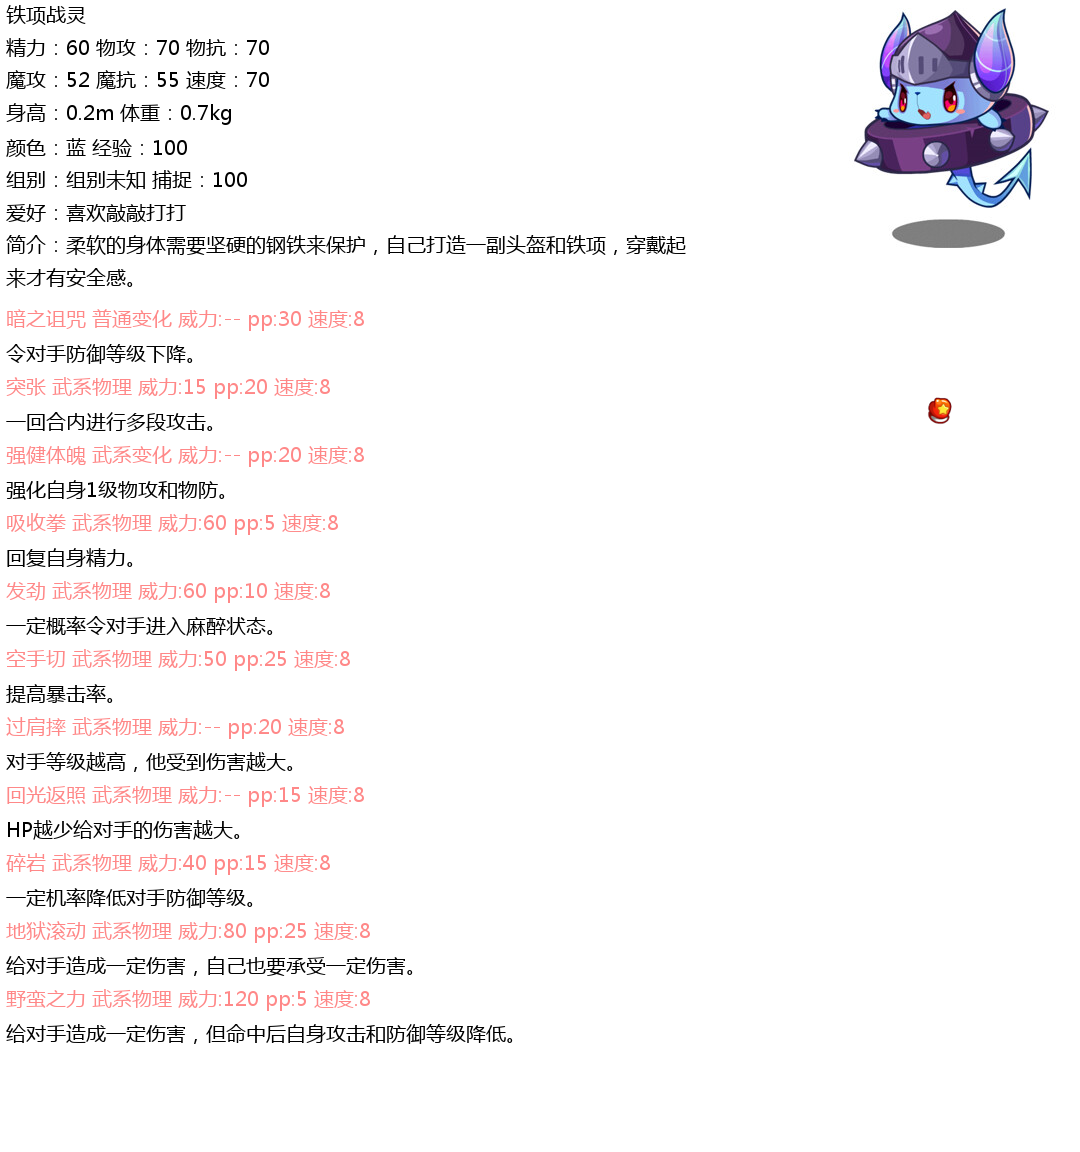 铁项战灵
精力：60 物攻：70 物抗：70
魔攻：52 魔抗：55 速度：70
身高：0.2m 体重：0.7kg
颜色：蓝 经验：100
组别：组别未知 捕捉：100
爱好：喜欢敲敲打打
简介：柔软的身体需要坚硬的钢铁来保护，自己打造一副头盔和铁项，穿戴起
来才有安全感。
暗之诅咒 普通变化 威力:-- pp:30 速度:8
令对手防御等级下降。
突张 武系物理 威力:15 pp:20 速度:8
一回合内进行多段攻击。
强健体魄 武系变化 威力:-- pp:20 速度:8
强化自身1级物攻和物防。
吸收拳 武系物理 威力:60 pp:5 速度:8
回复自身精力。
发劲 武系物理 威力:60 pp:10 速度:8
一定概率令对手进入麻醉状态。
空手切 武系物理 威力:50 pp:25 速度:8
提高暴击率。
过肩摔 武系物理 威力:-- pp:20 速度:8
对手等级越高，他受到伤害越大。
回光返照 武系物理 威力:-- pp:15 速度:8
HP越少给对手的伤害越大。
碎岩 武系物理 威力:40 pp:15 速度:8
一定机率降低对手防御等级。
地狱滚动 武系物理 威力:80 pp:25 速度:8
给对手造成一定伤害，自己也要承受一定伤害。
野蛮之力 武系物理 威力:120 pp:5 速度:8
给对手造成一定伤害，但命中后自身攻击和防御等级降低。